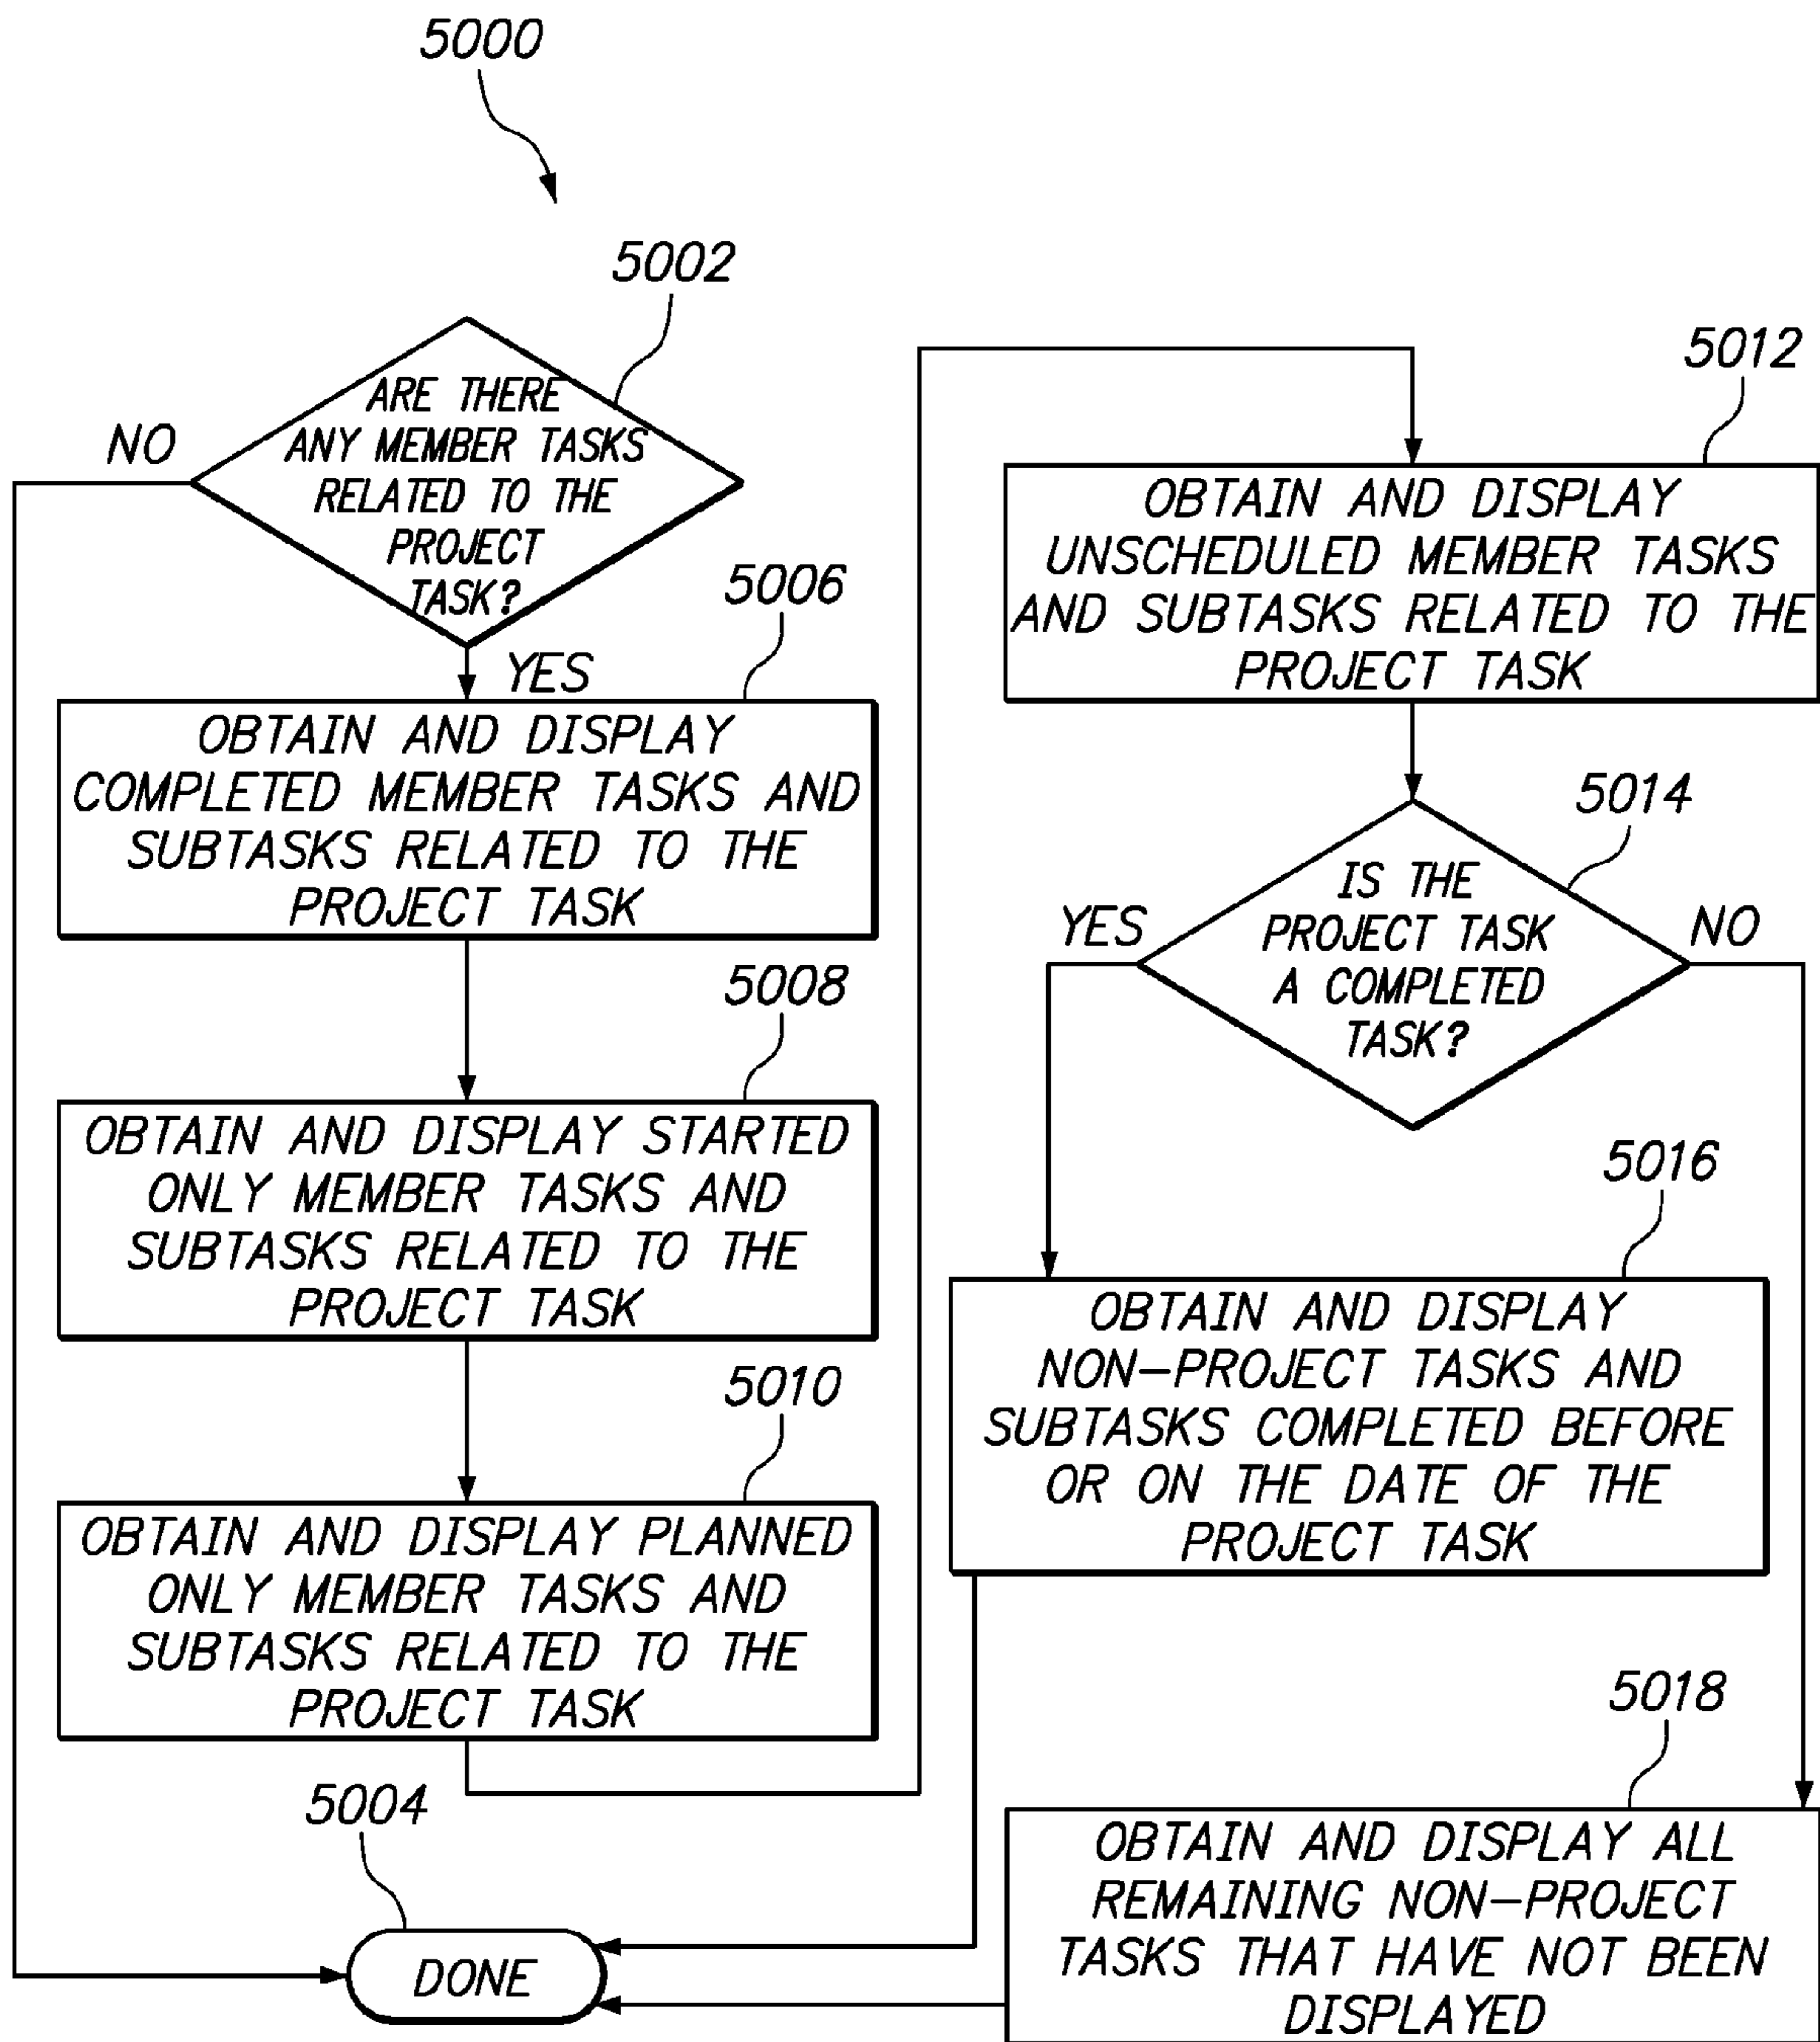 5000
5002
ARE THERE
ANY MEMBER TASKS
RELATED TO THE
PROJECT
TASK?
NO
YES
5006
OBTAIN AND DISPLAY
COMPLETED MEMBER TASKS AND
SUBTASKS RELATED TO THE
PROJECT TASK
5008
OBTAIN AND DISPLAY STARTED
ONLY MEMBER TASKS AND
SUBTASKS RELATED TO THE
PROJECT TASK
5010
OBTAIN AND DISPLAY PLANNED
ONLY MEMBER TASKS AND
SUBTASKS RELATED TO THE
PROJECT TASK
5004
DONE
5012
OBTAIN AND DISPLAY
UNSCHEDULED MEMBER TASKS
AND SUBTASKS RELATED TO THE
PROJECT TASK
5014
IS THE
PROJECT TASK
A COMPLETED
TASK?
YES
NO
5016
OBTAIN AND DISPLAY
NON-PROJECT TASKS AND
SUBTASKS COMPLETED BEFORE
OR ON THE DATE OF THE
PROJECT TASK
5018
OBTAIN AND DISPLAY ALL
REMAINING NON-PROJECT
TASKS THAT HAVE NOT BEEN
DISPLAYED